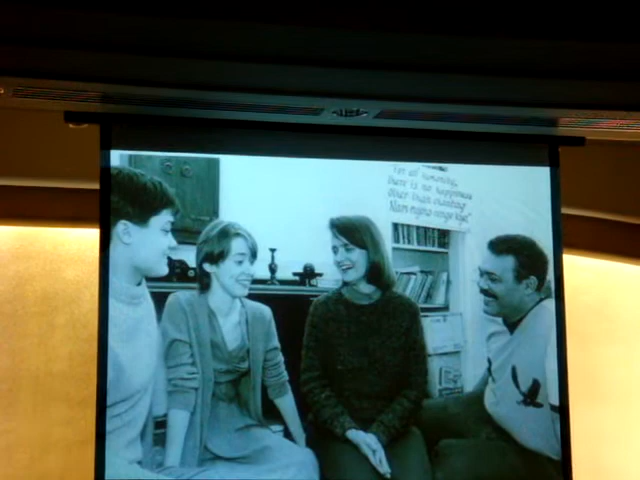 "For all humanity,
there is no happiness
other than chanting
Nam-myoho-renge-kyo."